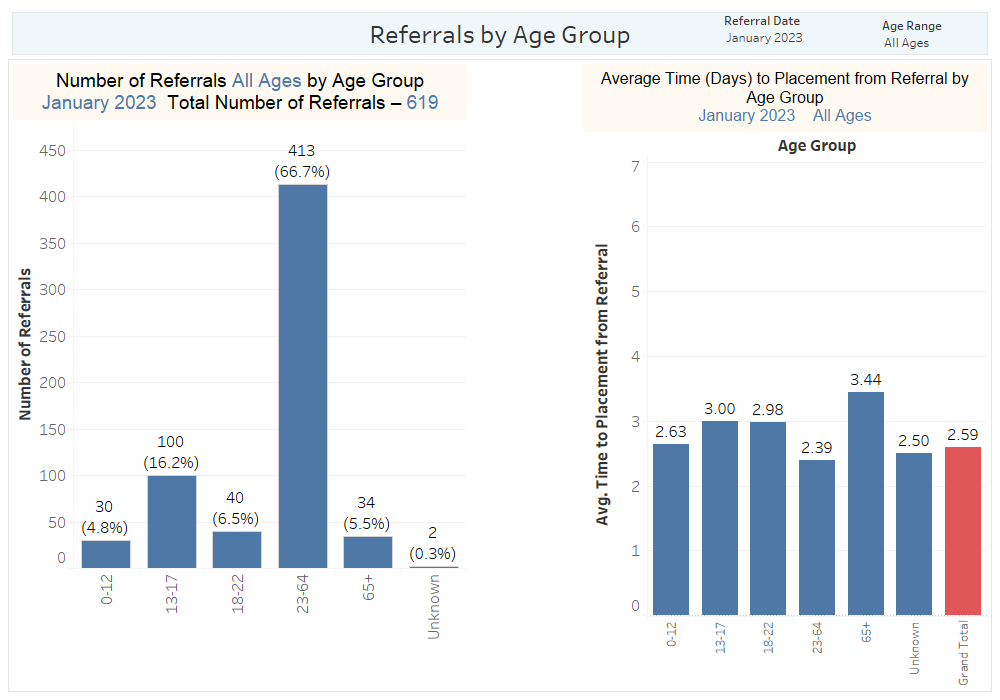 Referrals by Age Group
Referral Date
January 2023
Age Range
All Ages
Number of Referrals All Ages by Age Group
January 2023 Total Number of Referrals – 619
Number of Referrals
450
400
350
300
250
200
150
100
50
0
30
(4.8%)
100
(16.2%)
40
(6.5%)
413
(66.7%)
34
(5.5%)
2
(0.3%)
0-12
13-17
18-22
23-64
65+
Unknown
Average Time (Days) to Placement from Referral by
Age Group
January 2023 All Ages
Age Group
Avg. Time to Placement from Referral
7
6
5
4
3
2
1
0
2.63
3.00
2.98
2.39
3.44
2.50
2.59
0-12
13-17
18-22
23-64
65+
Unknown
Grand Total